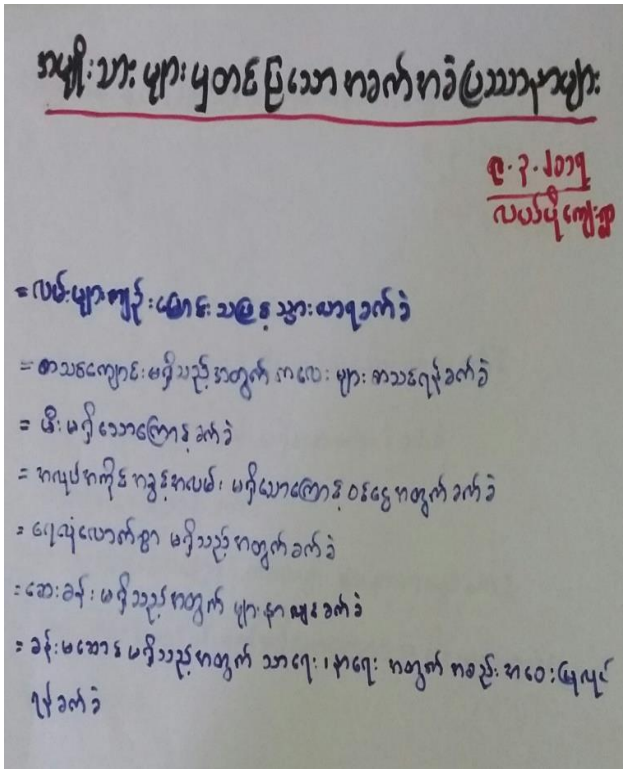 အမျိုးသားများမှတင်ပြသောအခက်အခဲပြဿနာများ
၉.၃.၂၀၁၇
လယ်ပိုကျေးရွာ
= လမ်းများကျဉ်းမြောင်းသဖြင့်သွားလာရခက်ခဲ
= စာသင်ကျောင်းမရှိသည့်အတွက် ကလေးများ စာသင်ရန်ခက်ခဲ
= မီးမရှိသောကြောင့်ခက်ခဲ
= အလုပ်အကိုင်အခွင့်အလမ်း မရှိသောကြောင့် ဝင်ငွေအတွက်ခက်ခဲ
= ရေလုံလောက်စွာ မရှိသည့်အတွက်ခက်ခဲ
= ဆေးခန်းမရှိသည့်အတွက် ဖျားနာလျှင်ခက်ခဲ
= ခန်းမဆောင်မရှိသည့်အတွက် သာရေး၊နာရေး အတွက် အစည်းအဝေးပြုလုပ်
ရန်ခက်ခဲ